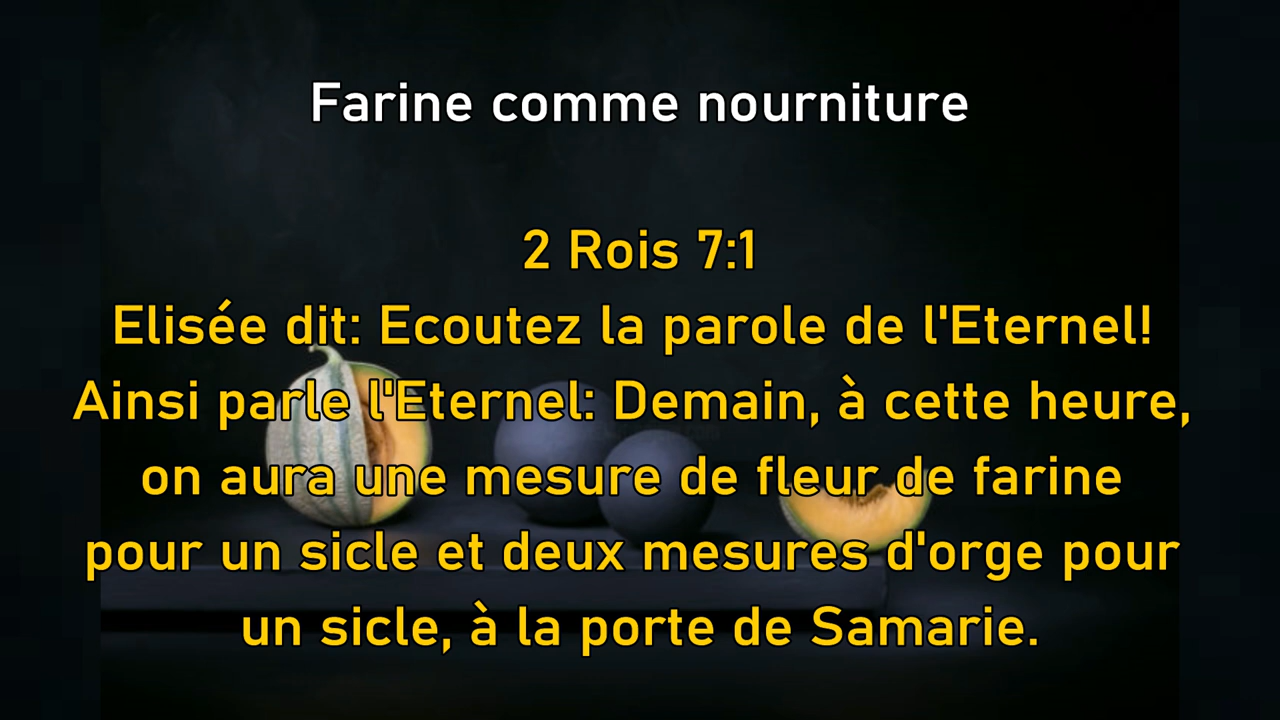 Farine comme nourniture
2 Rois 7:1
Elisée dit: Ecoutez la parole de l'Eternel!
Ainsi parle l'Eternel: Demain, à cette heure,
on aura une mesure de fleur de farine
pour un sicle et deux mesures d'orge pour
un sicle, à la porte de Samarie.